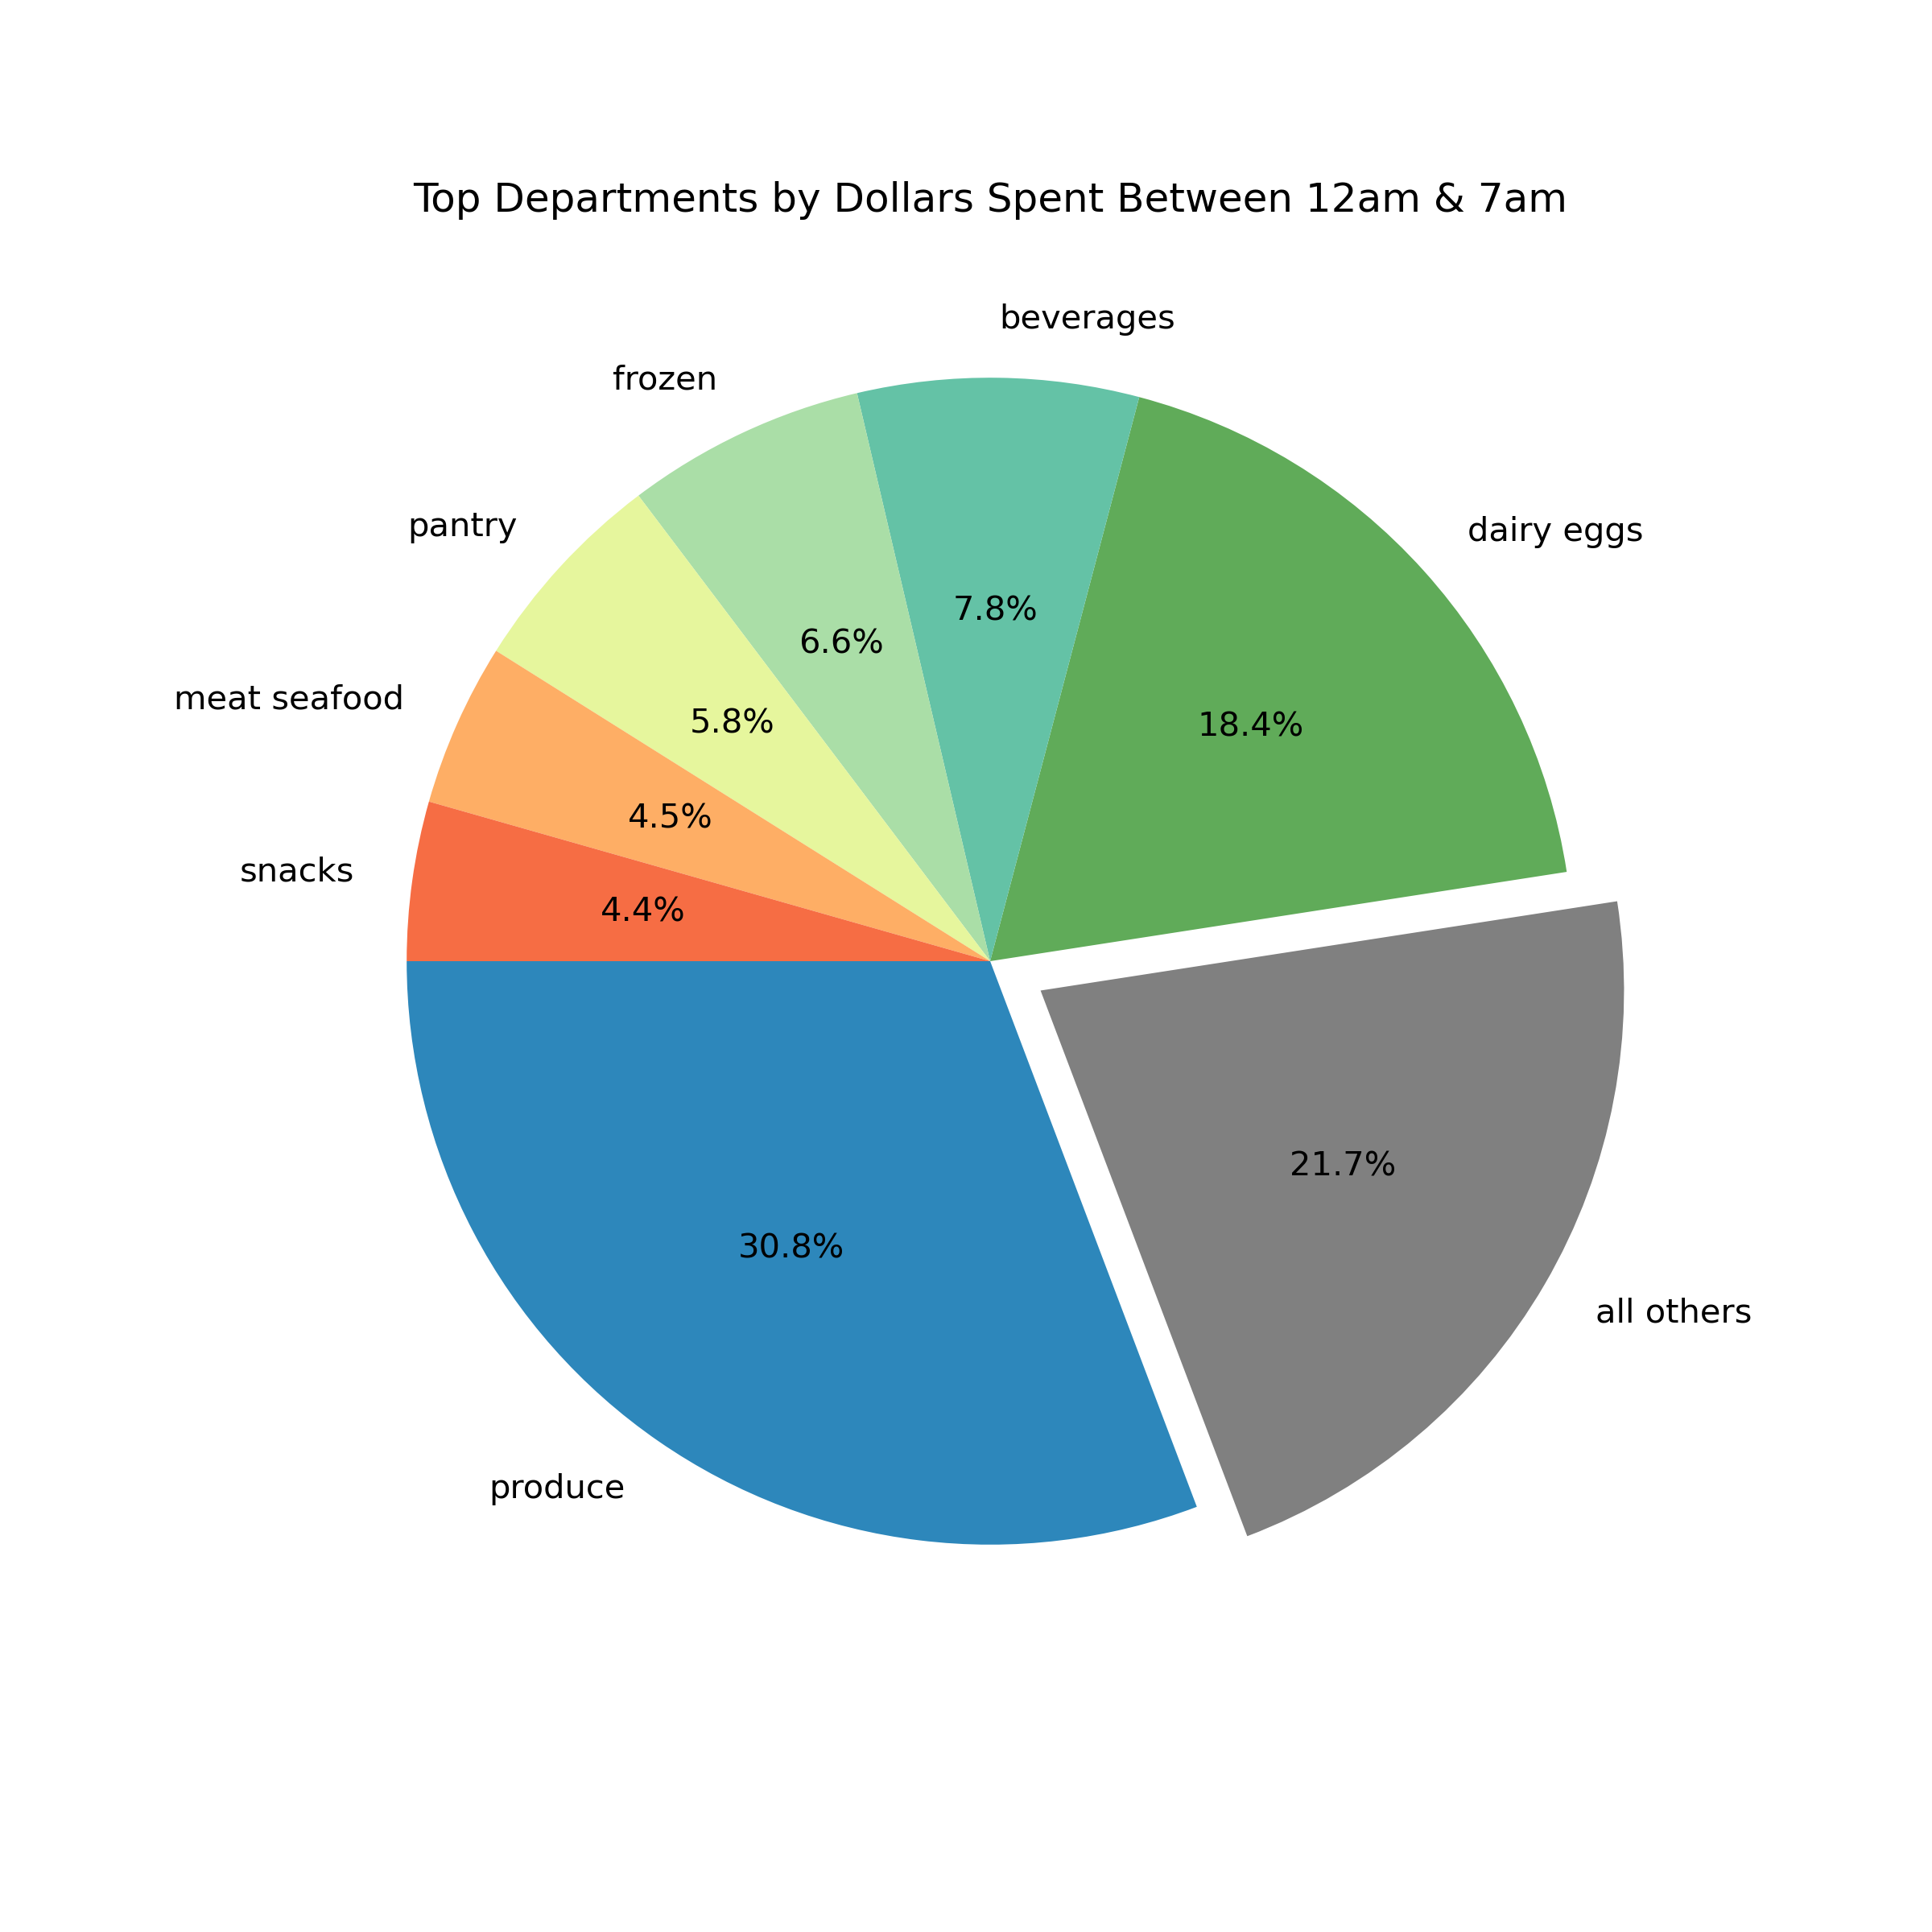 Top Departments by Dollars Spent Between 12am & 7am
beverages
frozen
pantry
dairy eggs
7.8%
6.6%
5.8%
18.4%
meat seafood
4.5%
snacks
4.4%
21.7%
30.8%
all others
produce